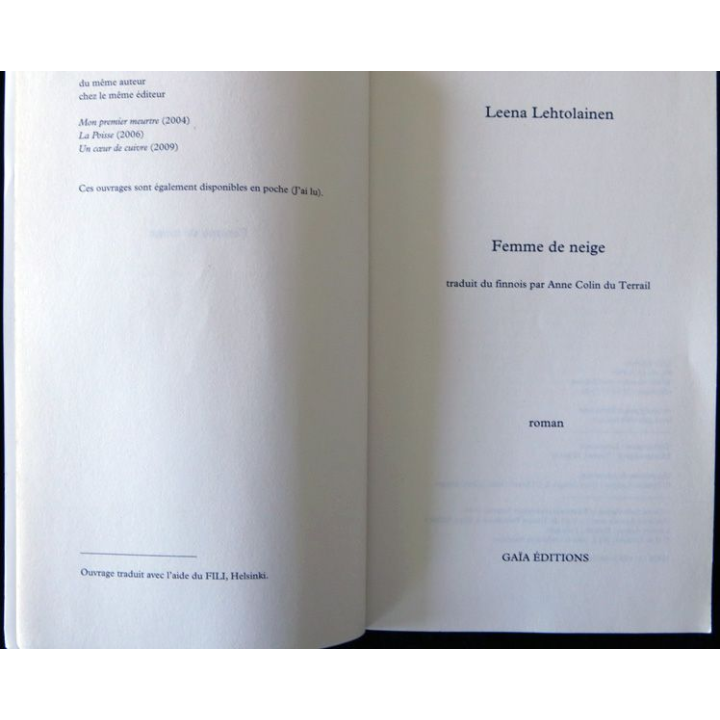 du même auteur
chez le même éditeur
Mon premier meurtre (2004)
La Poisse (2006)
Un cœur de cuivre (2009)
Ces ouvrages sont également disponibles en poche (J'ai lu).
Ouvrage traduit avec l'aide du FILI, Helsinki.
Leena Lehtolainen
Femme de neige
traduit du finnois par Anne Colin du Terrail
roman
GAÏA ÉDITIONS